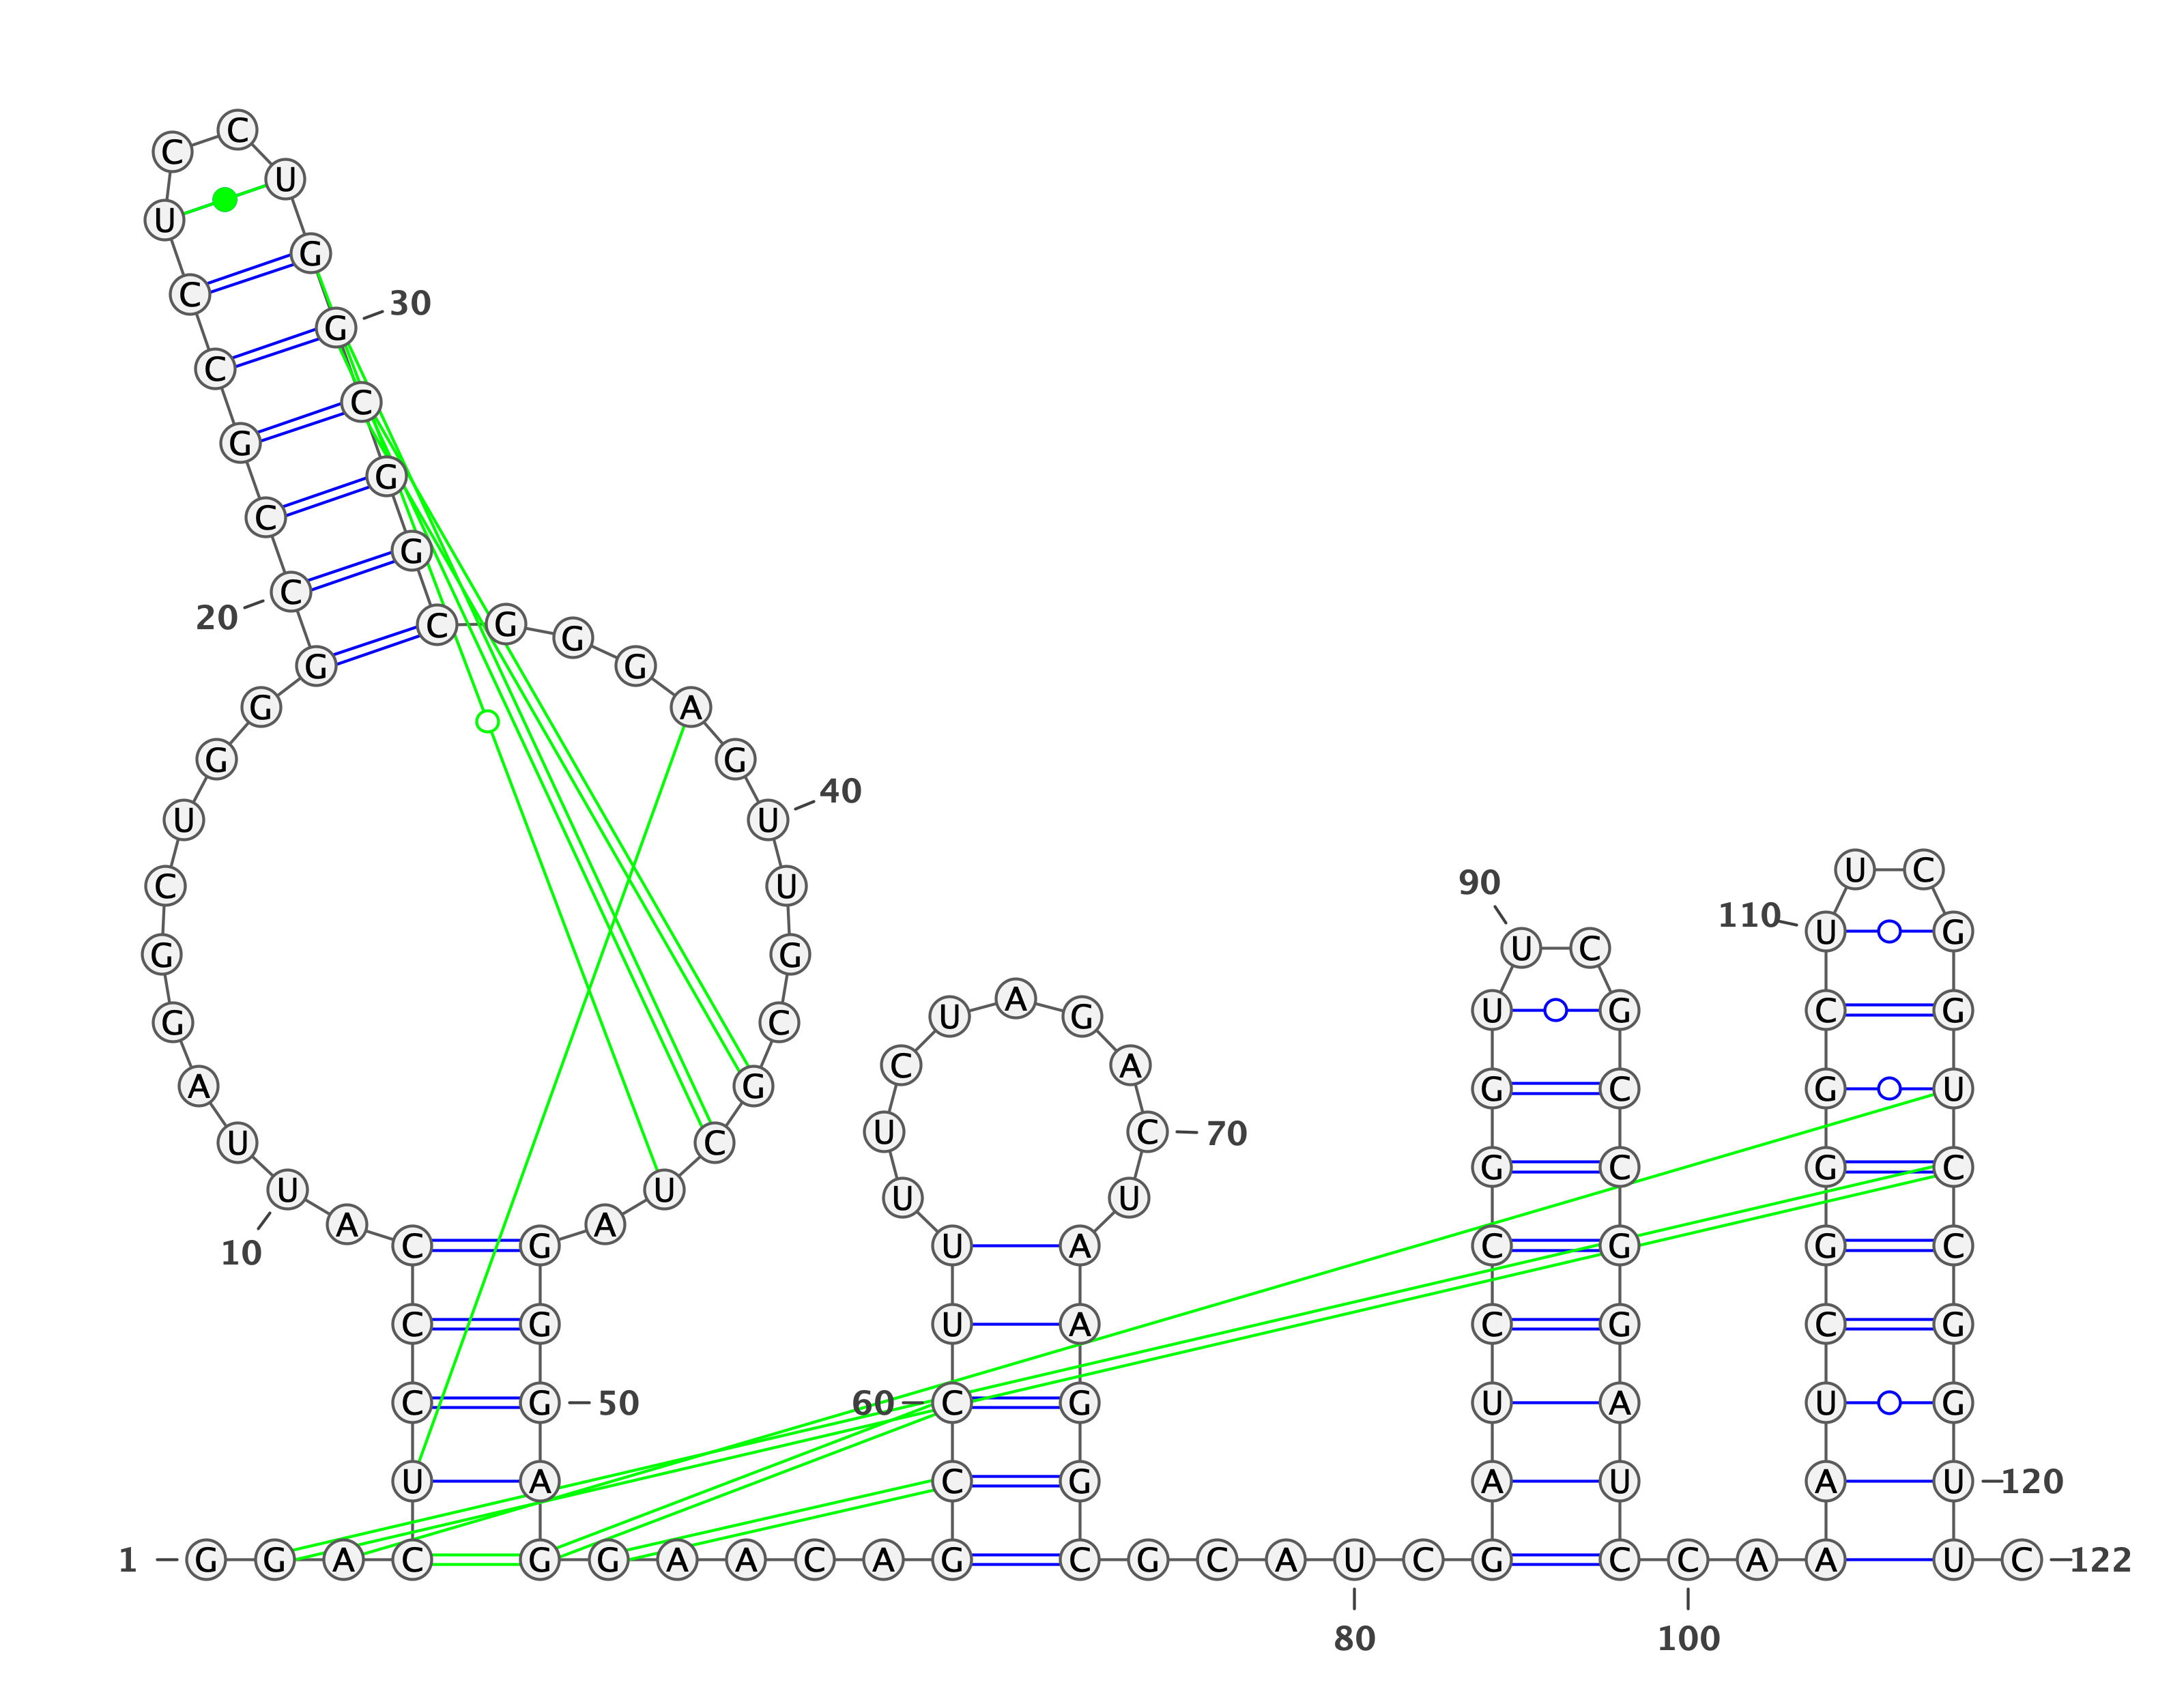 C
C
U
U
G
C
30
G
C
C
G
G
C
G
C
20
C G G
G G
G A
G G
40
U U
U C
90
C U
110 U G
U C
G G
A
U G C G
U G
G C
C A
A G G C G U
U C 70
U C
G C G C
U U
U U
A A
C G U A C G G C
10
C G U A C G C G
C G 50 60 C G U A U G
U A C G A U A U 120
1 G G A C G G A A C A G C G C A U C G C C A A U C 122
80 100